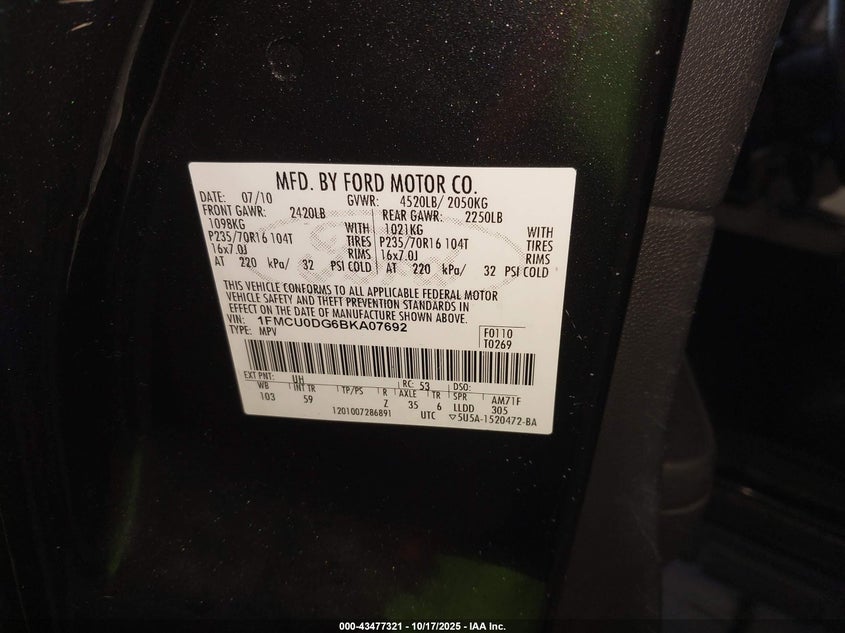 MFD. BY FORD MOTOR CO.
DATE: 07/10 GVWR: 4520LB/ 2050KG
FRONT GAWR: 2420LB REAR GAWR: 2250LB
1098KG WITH 1021KG WITH
P235/70R16 104T TIRES P235/70R16 104T TIRES
16x7.0J RIMS 16x7.0J RIMS
AT 220 kPa/ 32 PSI COLD AT 220 kPa/ 32 PSI COLD
THIS VEHICLE CONFORMS TO ALL APPLICABLE FEDERAL MOTOR
VEHICLE SAFETY AND THEFT PREVENTION STANDARDS IN
EFFECT ON THE DATE OF MANUFACTURE SHOWN ABOVE.
VIN: 1FMCU0DG6BKA07692 F0110
TYPE: MPV T0269
EXT PNT: UH RC: 53 DSO:
WB INT TR TP/PS R AXLE TR SPR AM71F
103 59 Z 35 6 LLDD 305
1201007286891 UTC ▽5U5A-1520472-BA
000-43477321 - 10/17/2025 - IAA Inc.